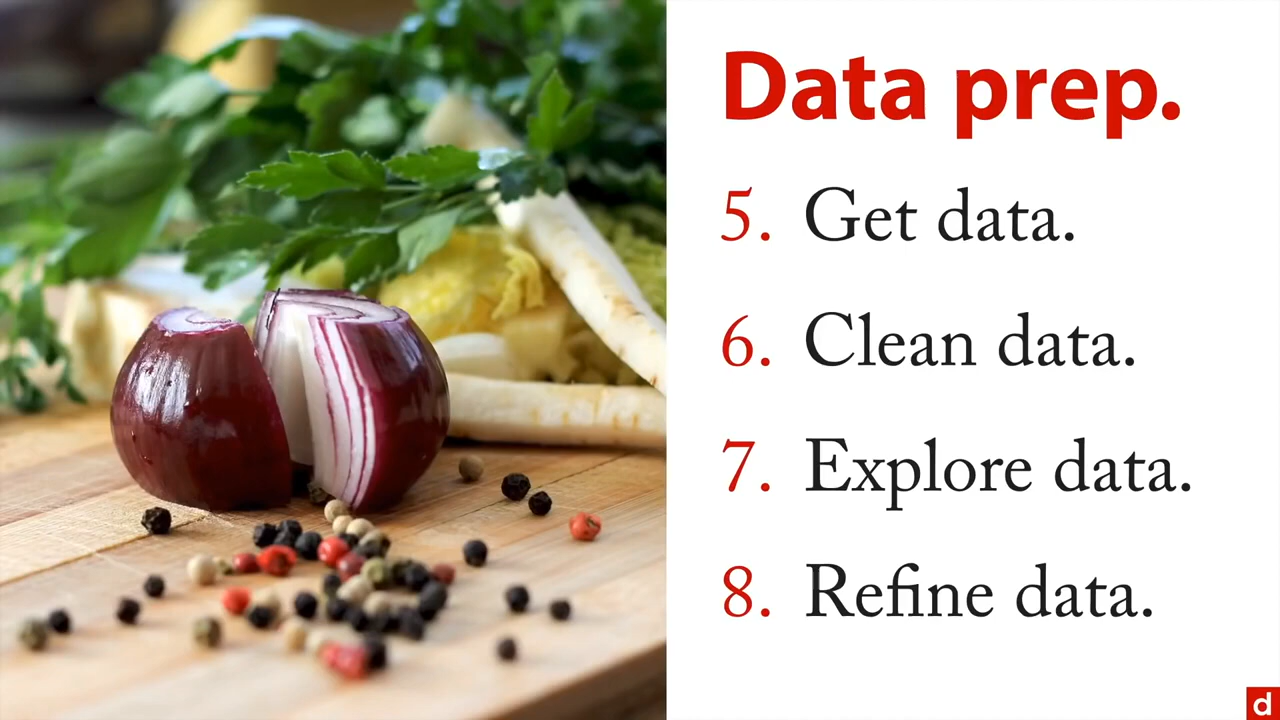 Data prep.
5. Get data.
6. Clean data.
7. Explore data.
8. Refine data.
d